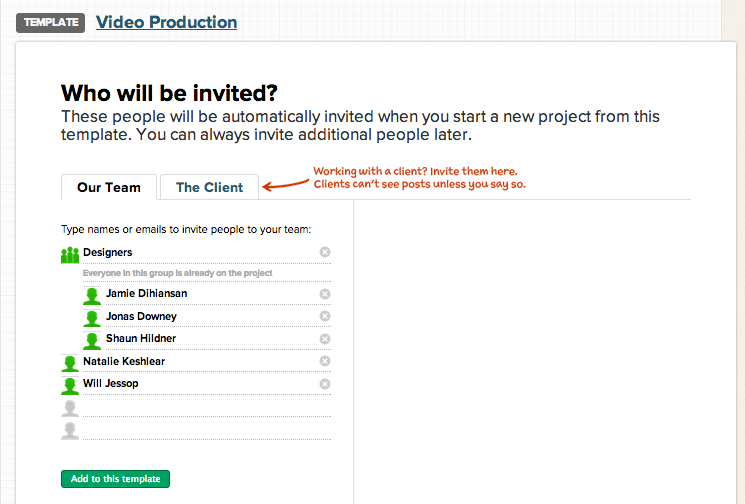 TEMPLATE Video Production
Who will be invited?
These people will be automatically invited when you start a new project from this
template. You can always invite additional people later.
Working with a client? Invite them here.
Clients can't see posts unless you say so.
Our Team The Client
Type names or emails to invite people to your team:
Designers
Everyone in this group is already on the project
Jamie Dihiansan
Jonas Downey
Shaun Hildner
Natalie Keshlear
Will Jessop
Add to this template